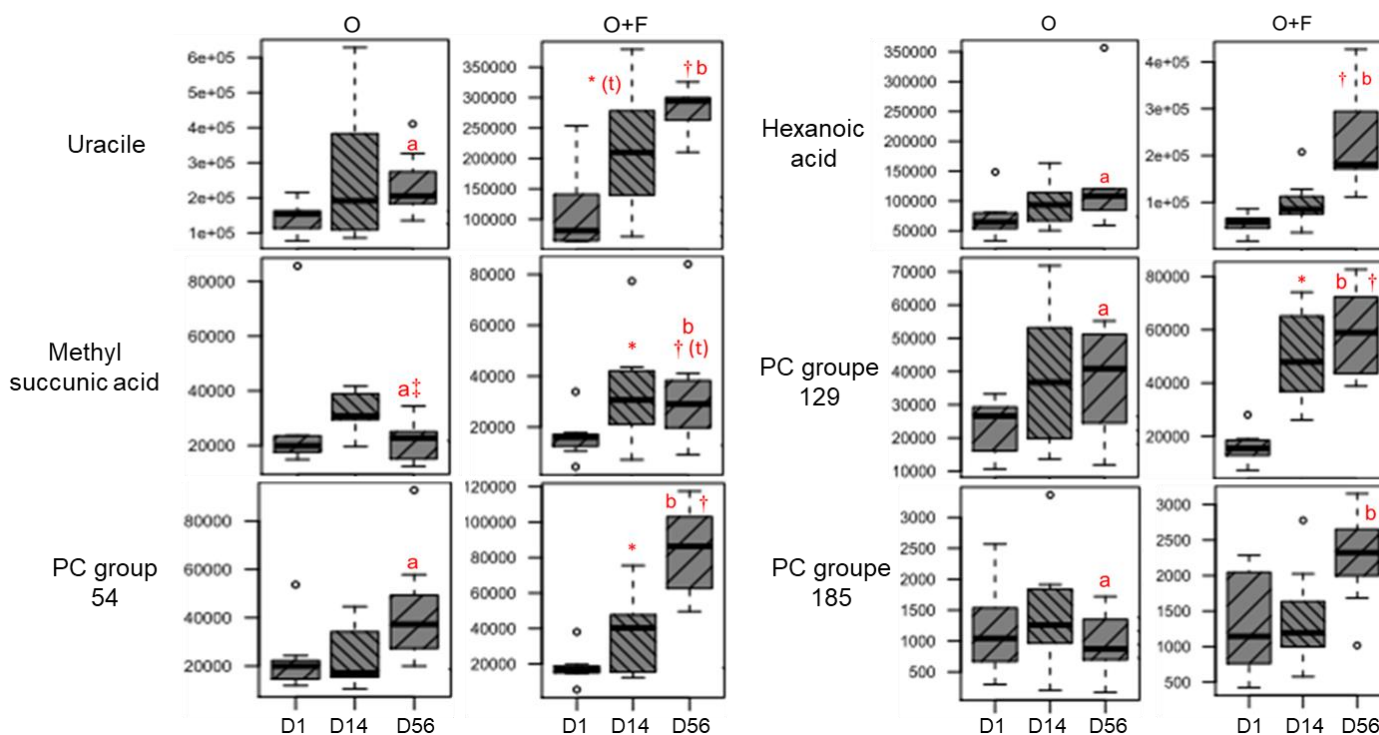 O
O+F
O
O+F
Uracile
6e+05
5e+05
4e+05
3e+05
2e+05
1e+05
a
350000
300000
250000
200000
150000
100000
* (t)
† b
Hexanoic
acid
350000
300000
250000
200000
150000
100000
50000
a
4e+05
3e+05
2e+05
1e+05
† b
Methyl
succunic acid
80000
60000
40000
20000
a‡
80000
60000
40000
20000
*
b
† (t)
PC groupe
129
70000
60000
50000
40000
30000
20000
10000
a
80000
60000
40000
20000
*
b †
PC group
54
80000
60000
40000
20000
a
120000
100000
80000
60000
40000
20000
*
b †
PC groupe
185
3000
2500
2000
1500
1000
500
a
3000
2500
2000
1500
1000
500
b
D1 D14 D56
D1 D14 D56
D1 D14 D56
D1 D14 D56